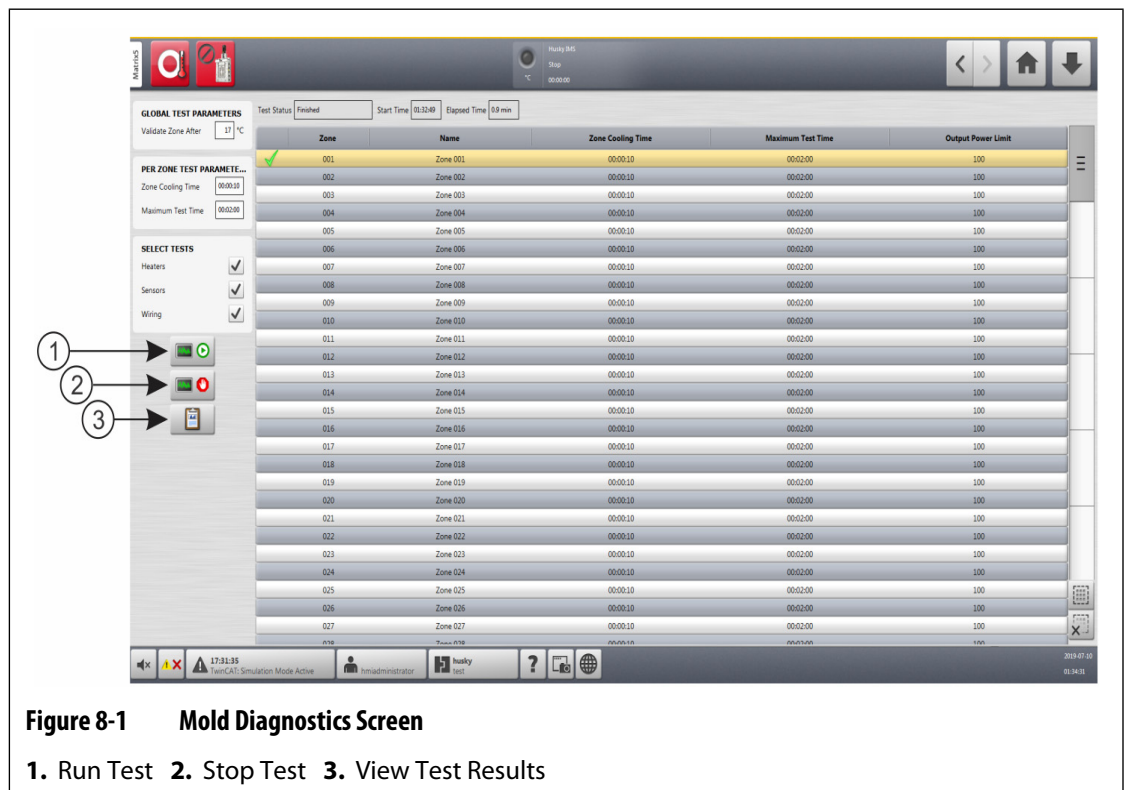 Matrix5
Husky IMS
Stop
°C 00:00:00
GLOBAL TEST PARAMETERS
Validate Zone After 17 °C
PER ZONE TEST PARAMETE...
Zone Cooling Time 00:00:10
Maximum Test Time 00:02:00
SELECT TESTS
Heaters
Sensors
Wiring
1
2
3
Test Status Finished Start Time 01:32:49 Elapsed Time 0.9 min
Zone Name Zone Cooling Time Maximum Test Time Output Power Limit
001 Zone 001 00:00:10 00:02:00 100
002 Zone 002 00:00:10 00:02:00 100
003 Zone 003 00:00:10 00:02:00 100
004 Zone 004 00:00:10 00:02:00 100
005 Zone 005 00:00:10 00:02:00 100
006 Zone 006 00:00:10 00:02:00 100
007 Zone 007 00:00:10 00:02:00 100
008 Zone 008 00:00:10 00:02:00 100
009 Zone 009 00:00:10 00:02:00 100
010 Zone 010 00:00:10 00:02:00 100
011 Zone 011 00:00:10 00:02:00 100
012 Zone 012 00:00:10 00:02:00 100
013 Zone 013 00:00:10 00:02:00 100
014 Zone 014 00:00:10 00:02:00 100
015 Zone 015 00:00:10 00:02:00 100
016 Zone 016 00:00:10 00:02:00 100
017 Zone 017 00:00:10 00:02:00 100
018 Zone 018 00:00:10 00:02:00 100
019 Zone 019 00:00:10 00:02:00 100
020 Zone 020 00:00:10 00:02:00 100
021 Zone 021 00:00:10 00:02:00 100
022 Zone 022 00:00:10 00:02:00 100
023 Zone 023 00:00:10 00:02:00 100
024 Zone 024 00:00:10 00:02:00 100
025 Zone 025 00:00:10 00:02:00 100
026 Zone 026 00:00:10 00:02:00 100
027 Zone 027 00:00:10 00:02:00 100
028 Zone 028 00:00:10 00:02:00 100
17:31:35
TwinCAT: Simulation Mode Active
hmiadministrator
husky
test
?
2019-07-10
01:34:31
Figure 8-1 Mold Diagnostics Screen
1. Run Test 2. Stop Test 3. View Test Results